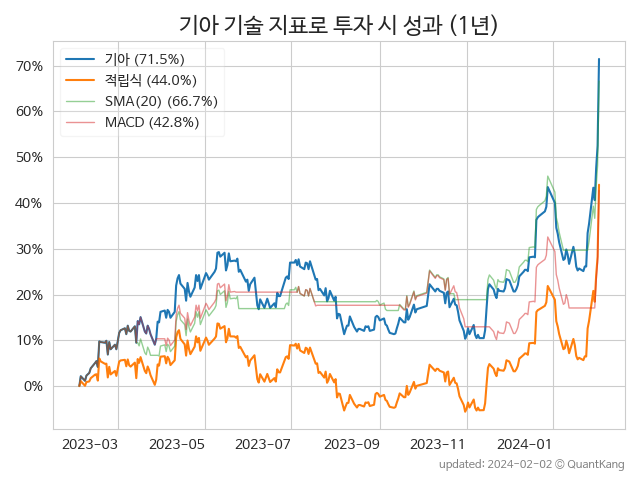 기아 기술 지표로 투자 시 성과 (1년)
기아 (71.5%)
적립식 (44.0%)
SMA(20) (66.7%)
MACD (42.8%)
70%
60%
50%
40%
30%
20%
10%
0%
2023-03 2023-05 2023-07 2023-09 2023-11 2024-01
updated: 2024-02-02 © QuantKang